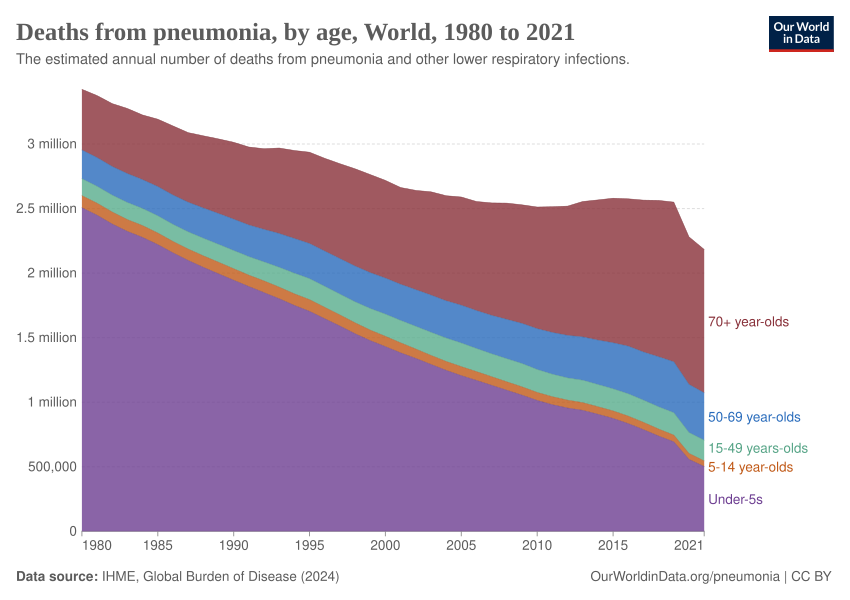 Deaths from pneumonia, by age, World, 1980 to 2021
Our World
in Data
The estimated annual number of deaths from pneumonia and other lower respiratory infections.
3 million
2.5 million
2 million
1.5 million
1 million
500,000
0
70+ year-olds
50-69 year-olds
15-49 years-olds
5-14 year-olds
Under-5s
1980 1985 1990 1995 2000 2005 2010 2015 2021
Data source: IHME, Global Burden of Disease (2024)
OurWorldinData.org/pneumonia | CC BY